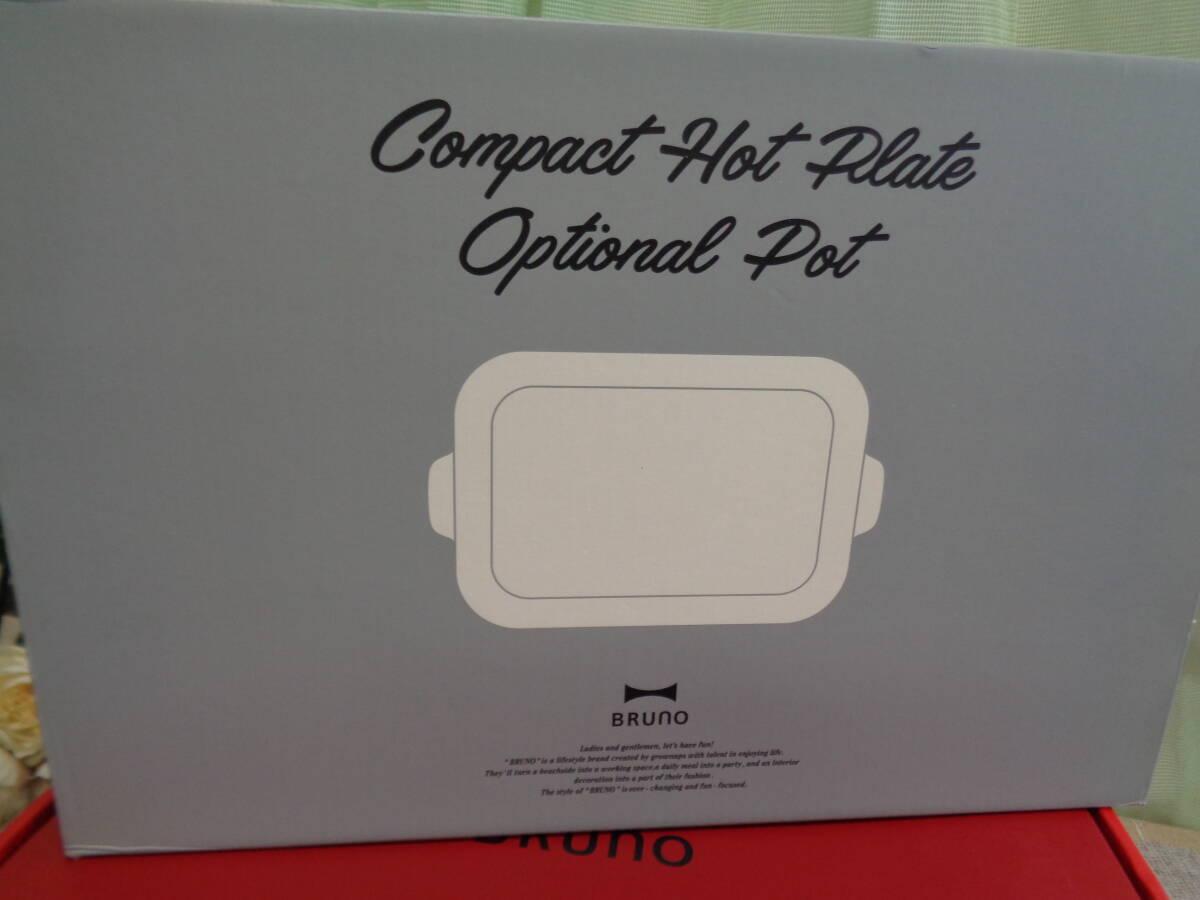 Compact Hot Plate
Optional Pot
BRUNO
Ladies and gentlemen, let's have fun!
"BRUNO" is a lifestyle brand created by grownups with talent in enjoying life.
They'll turn a beachside into a working space, a daily meal into a party, and an interior
decoration into a part of their fashion.
The style of "BRUNO" is ever-changing and fun-focused.
BRUNO